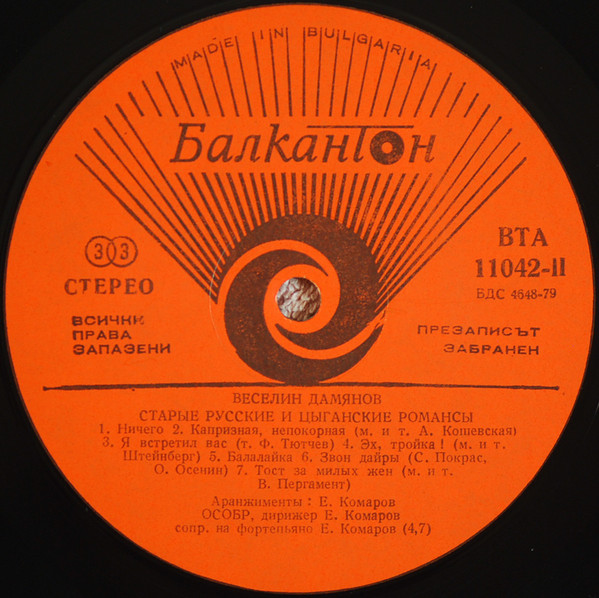 MADE IN BULGARIA
Балкантон
33
СТЕРЕО
ВТА
11042-II
БДС 4648-79
ВСИЧКИ
ПРАВА
ЗАПАЗЕНИ
ПРЕЗАПИСЪТ
ЗАБРАНЕН
ВЕСЕЛИН ДАМЯНОВ
СТАРЫЕ РУССКИЕ И ЦЫГАНСКИЕ РОМАНСЫ
1. Ничего 2. Капризная, непокорная (м. и т. А. Кошевская)
3. Я встретил вас (т. Ф. Тютчев) 4. Эх, тройка! (м. и т.
Штейнберг) 5. Балалайка 6. Звон дайры (С. Покрас,
О. Осенин) 7. Тост за милых жен (м. и т.
В. Пергамент)
Аранжименты: Е. Комаров
ОСОБР, дирижер Е. Комаров
сопр. на фортепьяно Е. Комаров (4,7)